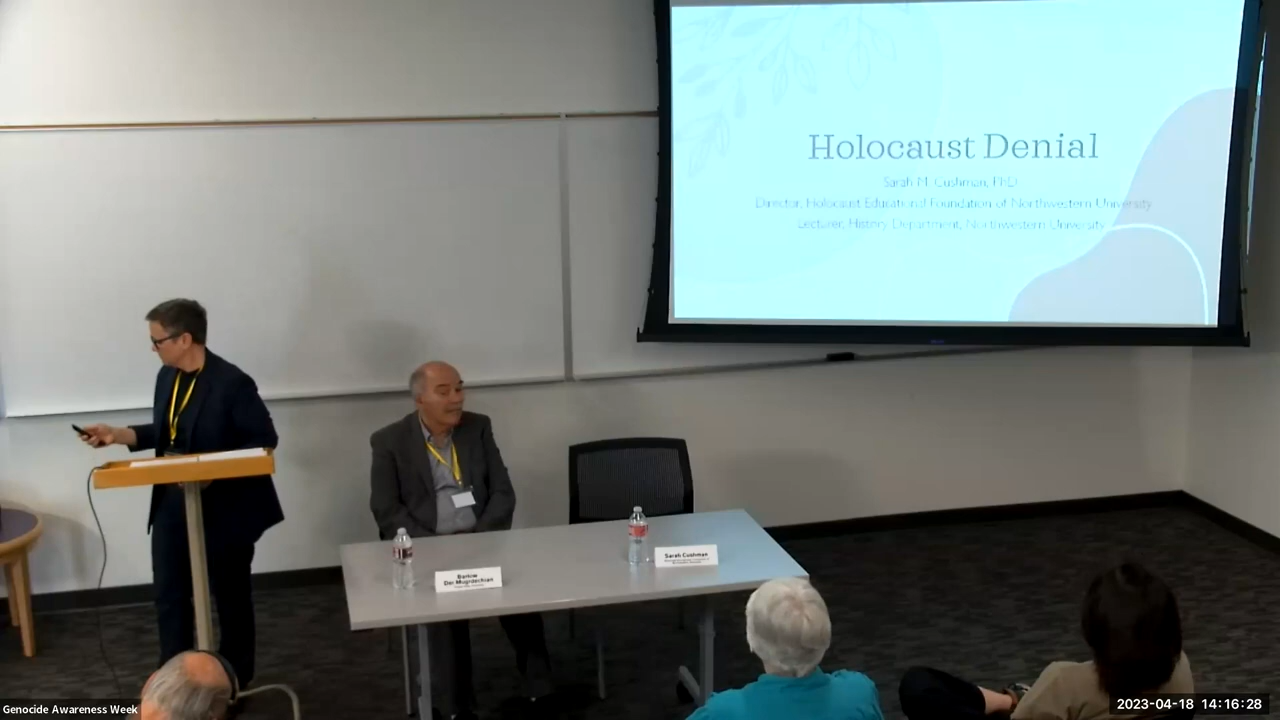 Holocaust Denial
Sarah M. Cushman, PhD
Director, Holocaust Educational Foundation of Northwestern University
Lecturer, History Department, Northwestern University
Barlow
Der Mugrdechian
Sarah Cushman
Genocide Awareness Week
2023-04-18 14:16:28